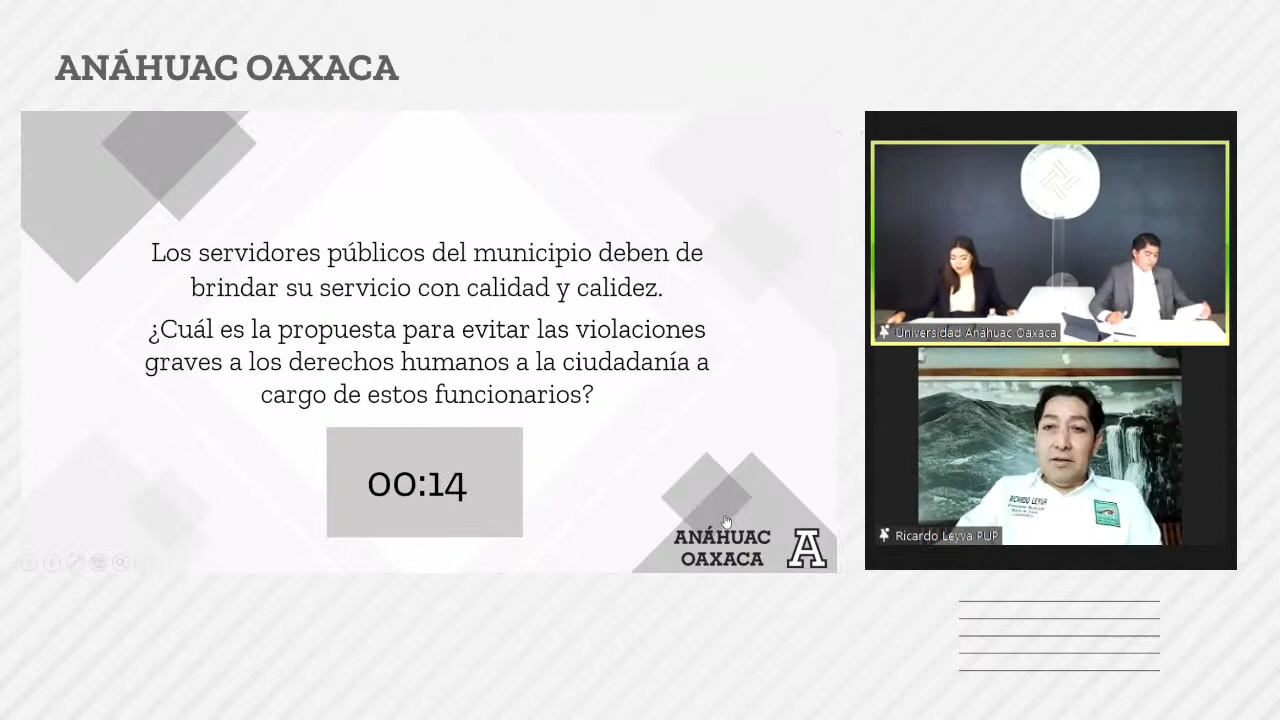 ANÁHUAC OAXACA
Los servidores públicos del municipio deben de
brindar su servicio con calidad y calidez.
¿Cuál es la propuesta para evitar las violaciones
graves a los derechos humanos a la ciudadanía a
cargo de estos funcionarios?
00:14
ANÁHUAC
OAXACA
A
Universidad Anáhuac Oaxaca
RICARDO LEYVA
Ricardo Leyva PUP